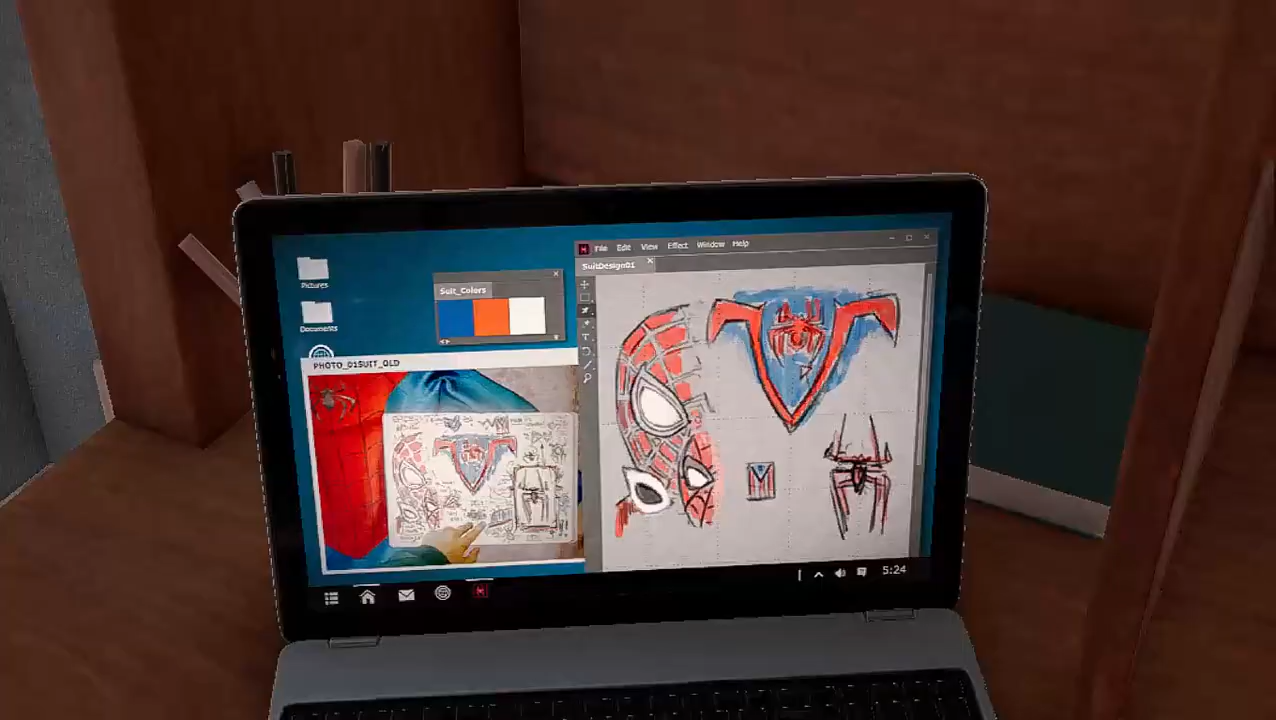 Pictures
Documents
Suit_Colors
PHOTO_01SUIT_OLD
File Edit View Effect Window Help
SuitDesign01
5:24